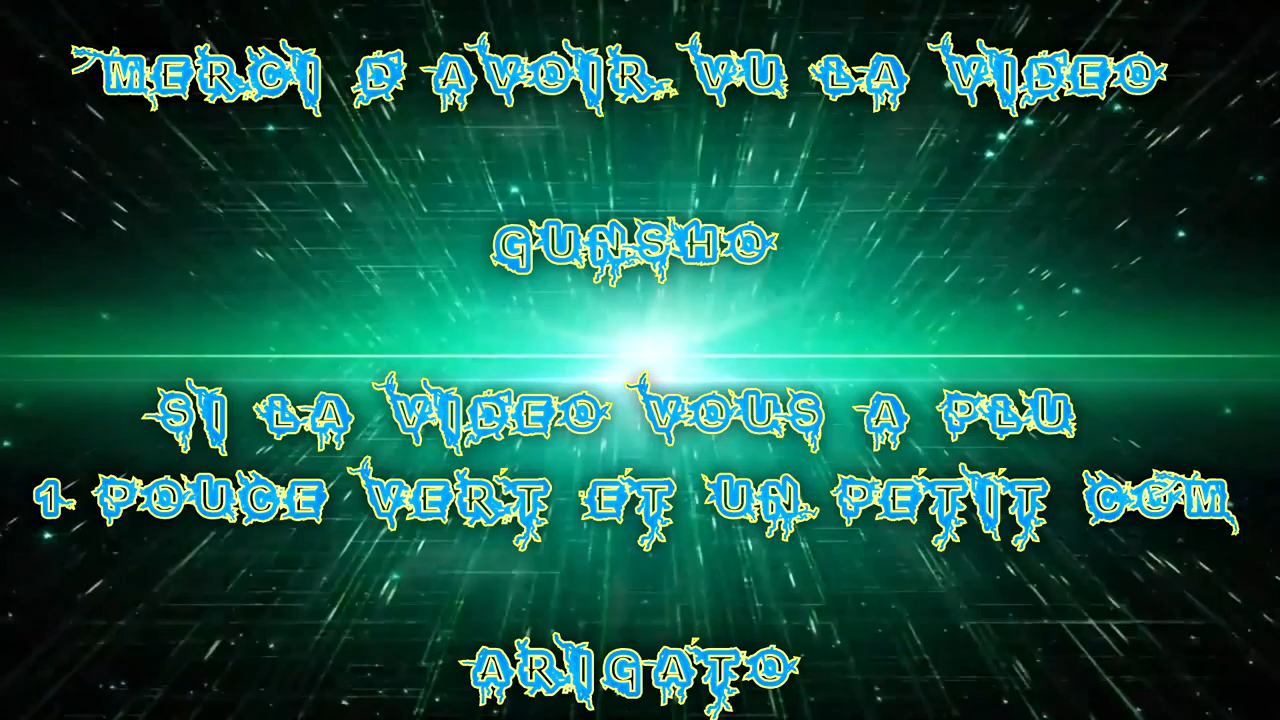 MERCI D AVOIR VU LA VIDEO
GUNSHO
SI LA VIDEO VOUS A PLU
1 POUCE VERT ET UN PETIT COM
ARIGATO